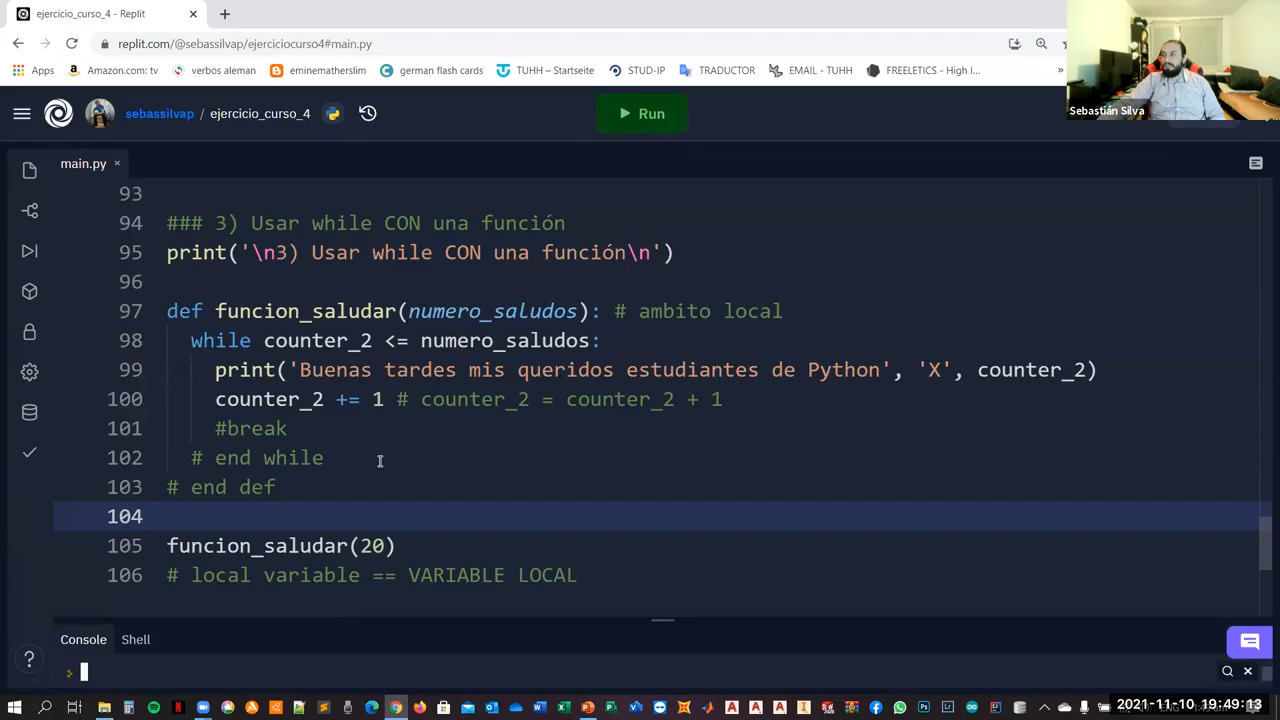 ejercicio_curso_4 - Replit
replit.com/@sebassilvap/ejerciciocurso4#main.py
Apps Amazon.com: tv verbos aleman eminematherslim german flash cards TUHH – Startseite STUD-IP TRADUCTOR EMAIL - TUHH FREELETICS - High I... »
Sebastián Silva
sebassilvap / ejercicio_curso_4
Run
main.py
93
94 ### 3) Usar while CON una función
95 print('\n3) Usar while CON una función\n')
96
97 def funcion_saludar(numero_saludos): # ambito local
98 while counter_2 <= numero_saludos:
99 print('Buenas tardes mis queridos estudiantes de Python', 'X', counter_2)
100 counter_2 += 1 # counter_2 = counter_2 + 1
101 #break
102 # end while
103 # end def
104
105 funcion_saludar(20)
106 # local variable == VARIABLE LOCAL
Console Shell
2021-11-10 19:49:13